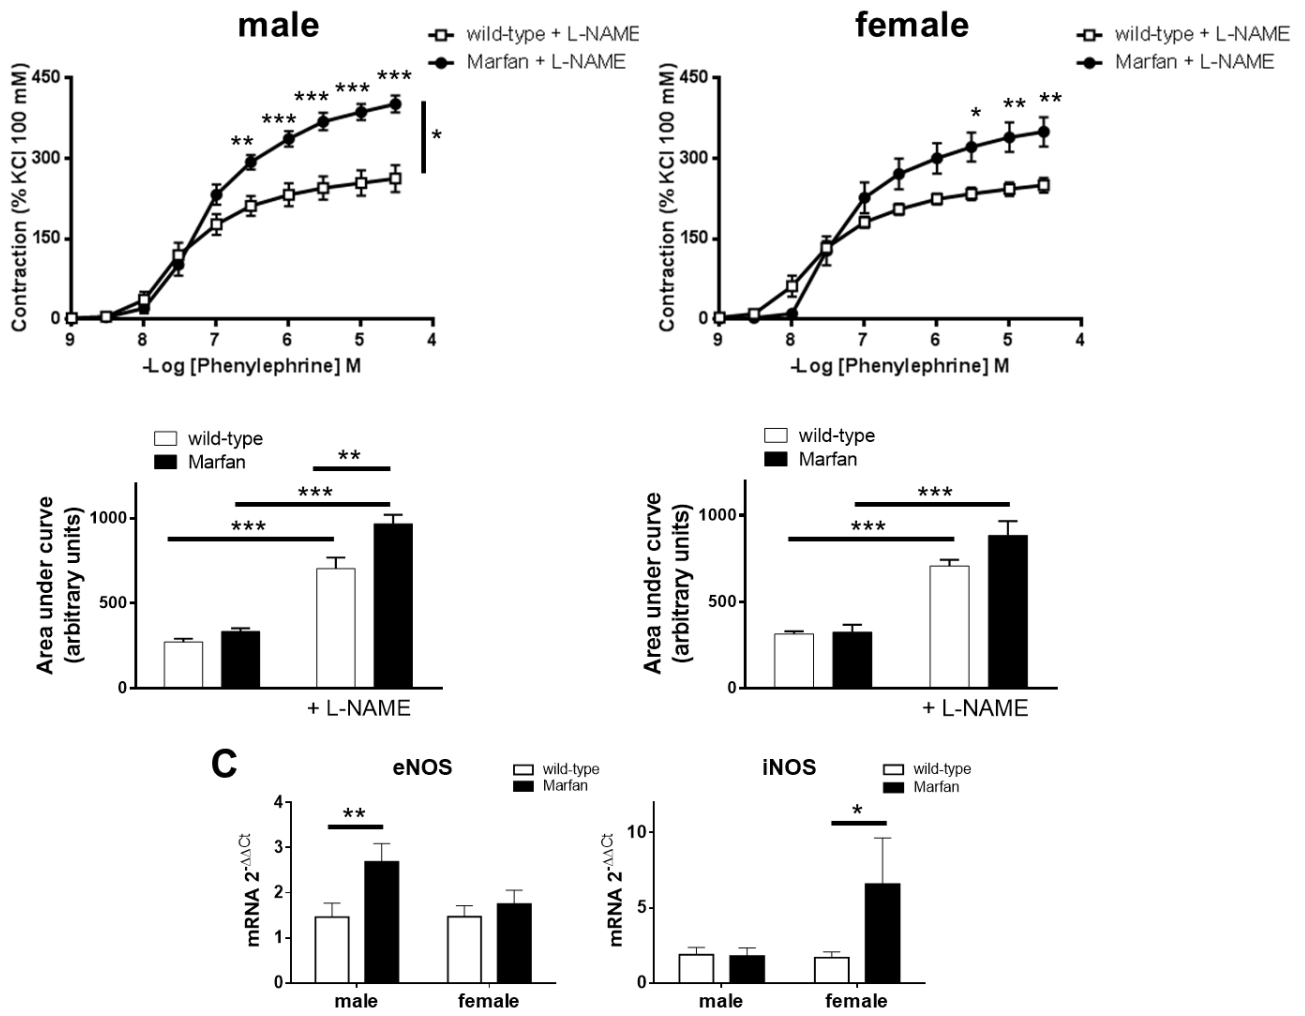 male
wild-type + L-NAME
Marfan + L-NAME
450
300
150
0
Contraction (% KCl 100 mM)
***
***
***
***
**
*
9 8 7 6 5 4
-Log [Phenylephrine] M
female
wild-type + L-NAME
Marfan + L-NAME
450
300
150
0
Contraction (% KCl 100 mM)
*
**
**
9 8 7 6 5 4
-Log [Phenylephrine] M
wild-type
Marfan
**
***
***
1000
500
0
Area under curve
(arbitrary units)
+ L-NAME
wild-type
Marfan
***
***
1000
500
0
Area under curve
(arbitrary units)
+ L-NAME
C
eNOS
wild-type
Marfan
**
4
3
2
1
0
mRNA 2-ΔΔCt
male female
iNOS
wild-type
Marfan
*
10
5
0
mRNA 2-ΔΔCt
male female